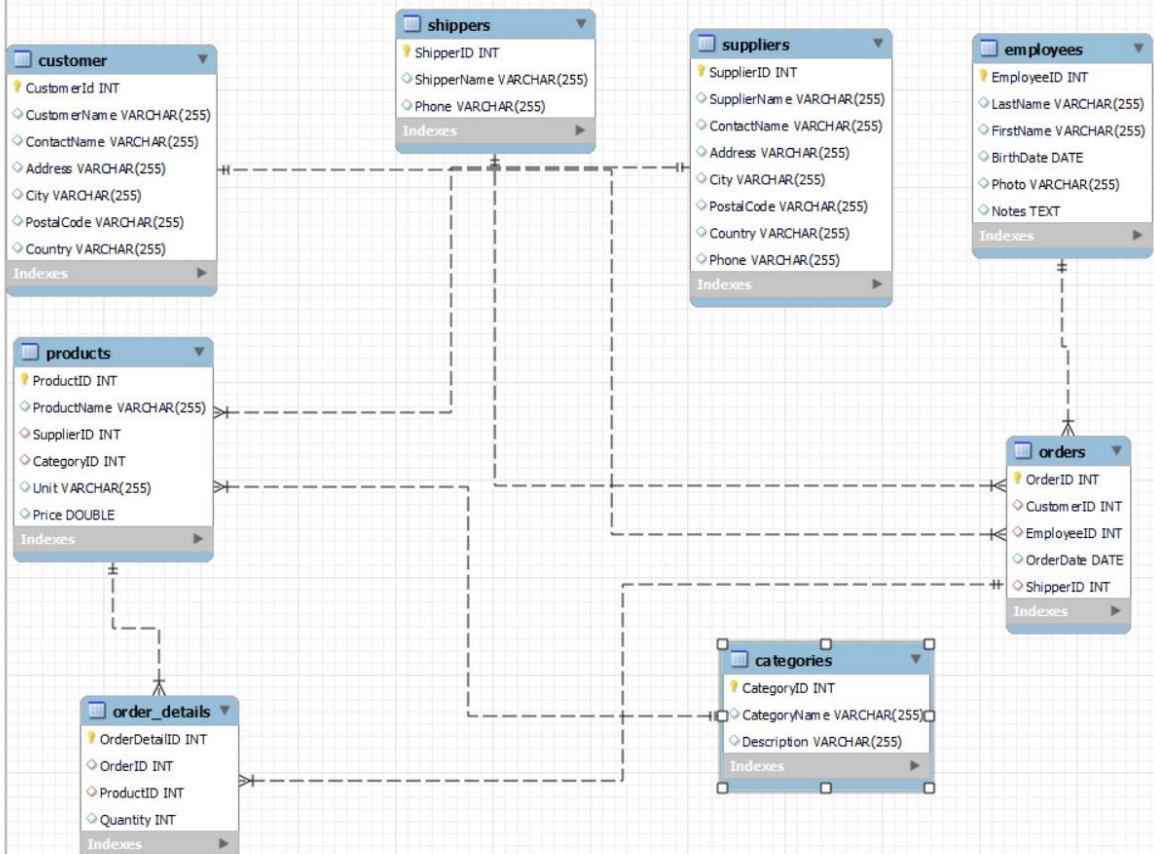 customer
CustomerId INT
CustomerName VARCHAR(255)
ContactName VARCHAR(255)
Address VARCHAR(255)
City VARCHAR(255)
PostalCode VARCHAR(255)
Country VARCHAR(255)
Indexes
shippers
ShipperID INT
ShipperName VARCHAR(255)
Phone VARCHAR(255)
Indexes
suppliers
SupplierID INT
SupplierName VARCHAR(255)
ContactName VARCHAR(255)
Address VARCHAR(255)
City VARCHAR(255)
PostalCode VARCHAR(255)
Country VARCHAR(255)
Phone VARCHAR(255)
Indexes
employees
EmployeeID INT
LastName VARCHAR(255)
FirstName VARCHAR(255)
BirthDate DATE
Photo VARCHAR(255)
Notes TEXT
Indexes
products
ProductID INT
ProductName VARCHAR(255)
SupplierID INT
CategoryID INT
Unit VARCHAR(255)
Price DOUBLE
Indexes
orders
OrderID INT
CustomerID INT
EmployeeID INT
OrderDate DATE
ShipperID INT
Indexes
categories
CategoryID INT
CategoryName VARCHAR(255)
Description VARCHAR(255)
Indexes
order_details
OrderDetailID INT
OrderID INT
ProductID INT
Quantity INT
Indexes